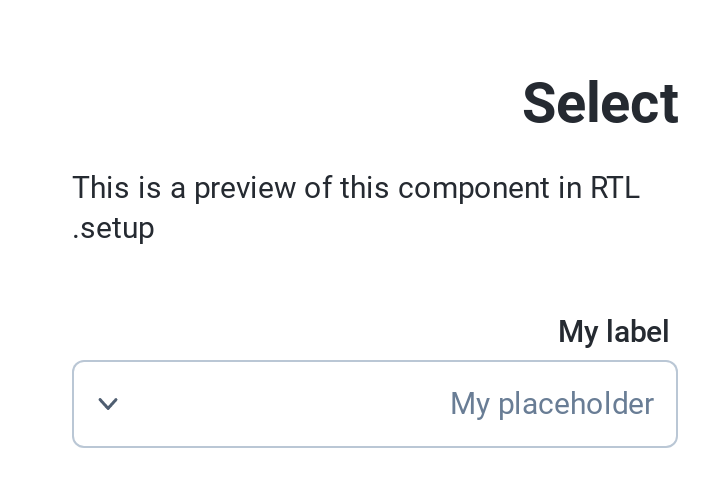 Select
This is a preview of this component in RTL
.setup
My label
My placeholder